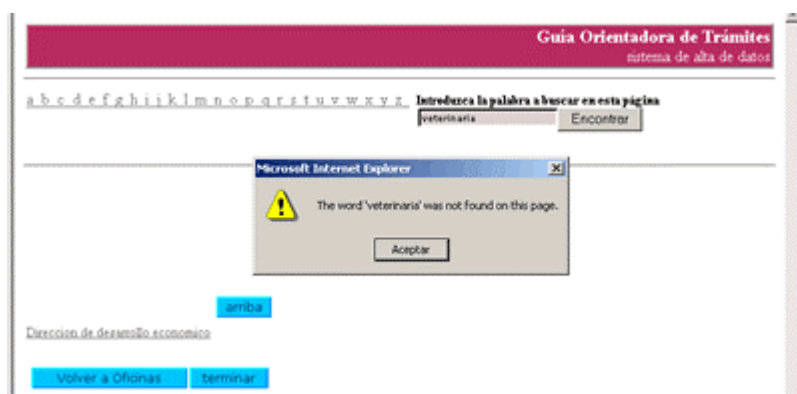 Guia Orientadora de Trámites
sistema de alta de datos
a b c d e f g h i j k l m n o p q r s t u v w x y z
Introduzca la palabra a buscar en esta página
veterinaria
Encontrar
Microsoft Internet Explorer
The word 'veterinaria' was not found on this page.
Aceptar
arriba
Direccion de desarrollo economico
Volver a Oficinas terminar